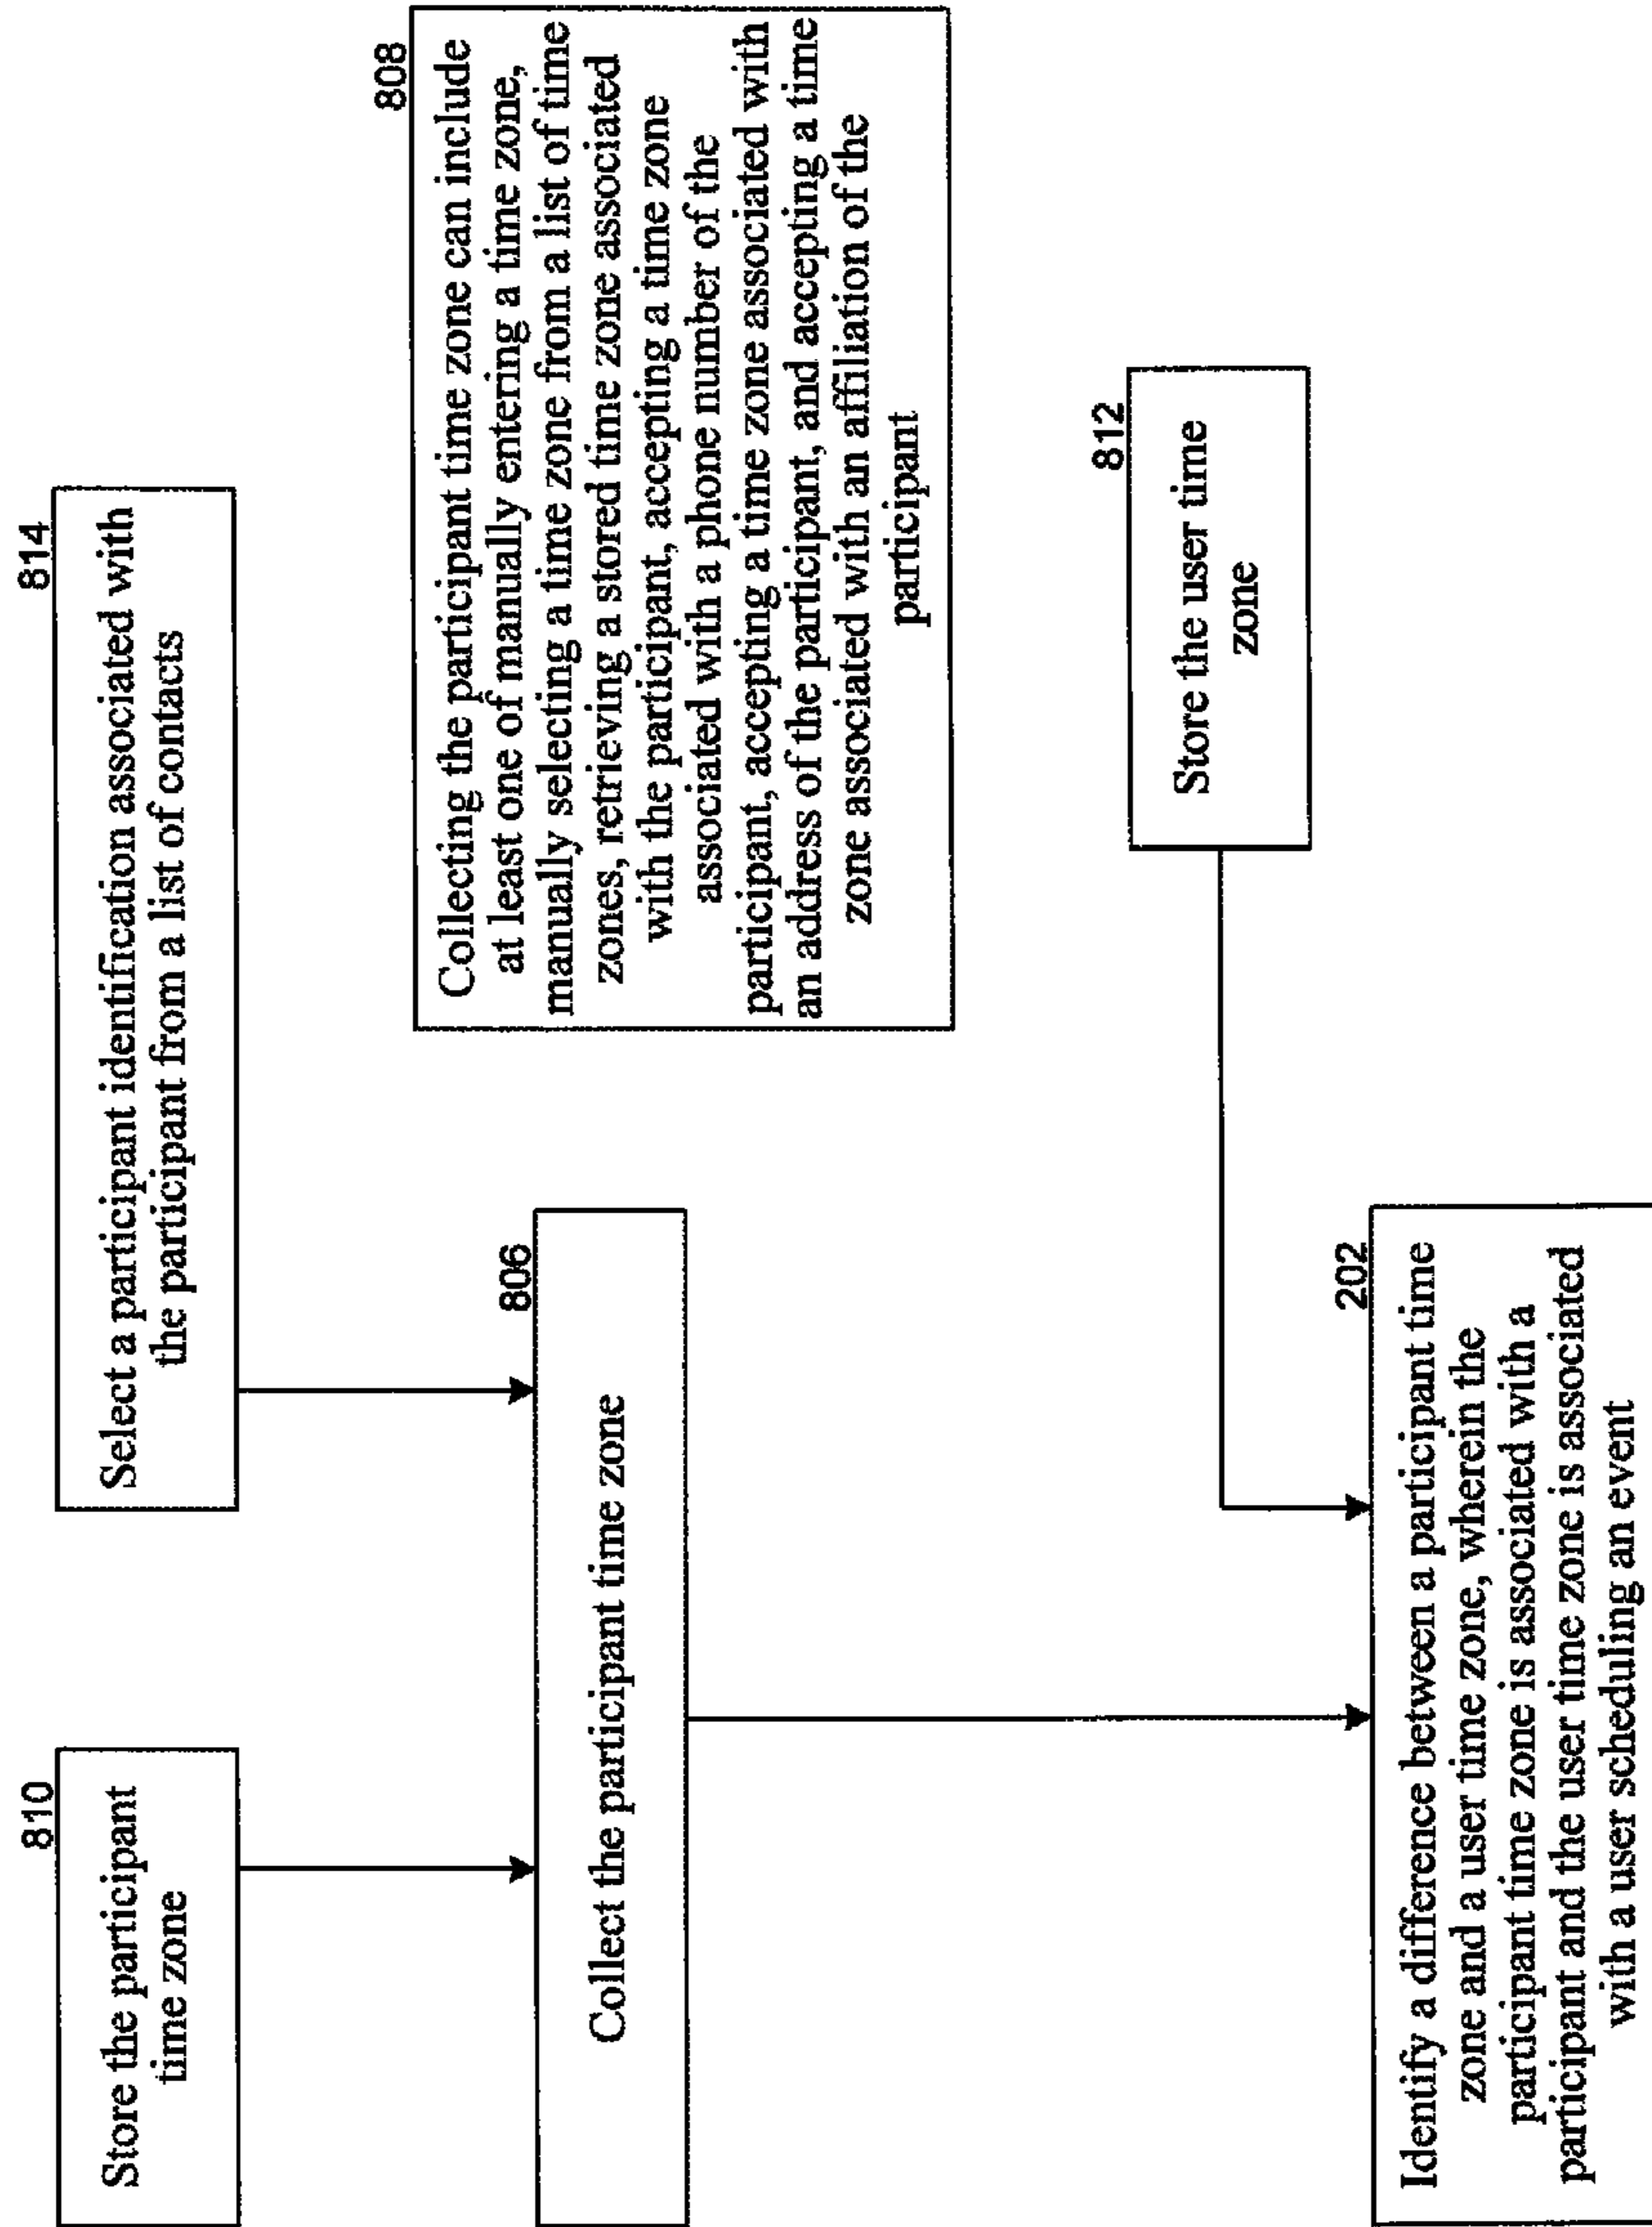 810
Store the participant
time zone
814
Select a participant identification associated with
the participant from a list of contacts
806
Collect the participant time zone
808
Collecting the participant time zone can include
at least one of manually entering a time zone,
manually selecting a time zone from a list of time
zones, retrieving a stored time zone associated
with the participant, accepting a time zone
associated with a phone number of the
participant, accepting a time zone associated with
an address of the participant, and accepting a time
zone associated with an affiliation of the
participant
812
Store the user time
zone
202
Identify a difference between a participant time
zone and a user time zone, wherein the
participant time zone is associated with a
participant and the user time zone is associated
with a user scheduling an event